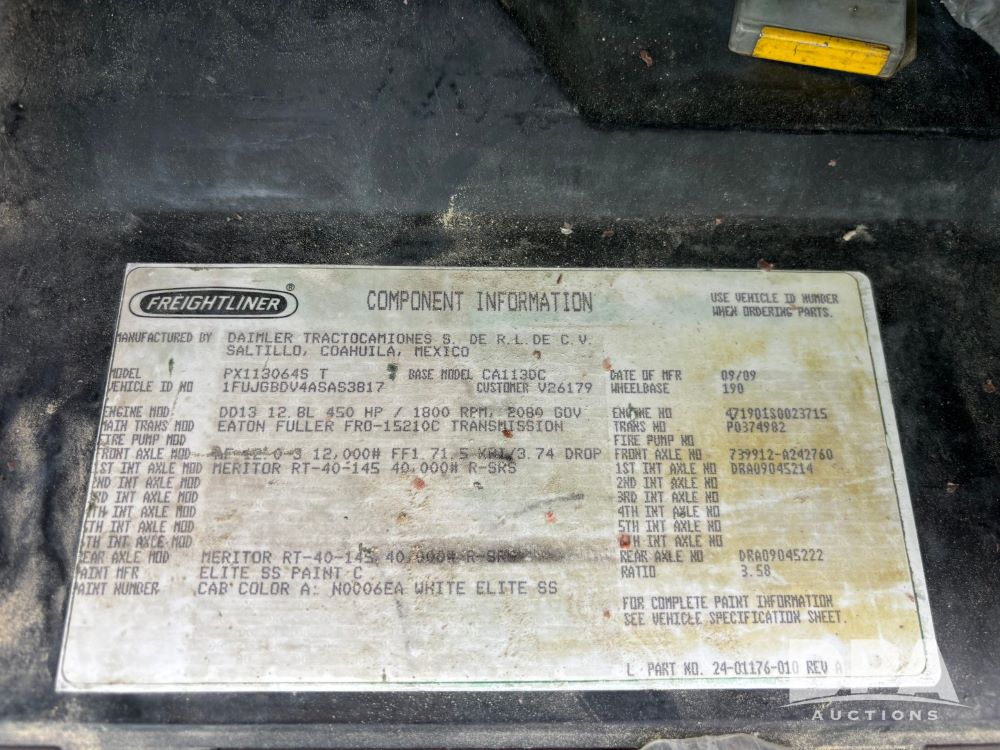 FREIGHTLINER ®
COMPONENT INFORMATION
USE VEHICLE ID NUMBER
WHEN ORDERING PARTS.
MANUFACTURED BY DAIMLER TRACTOCAMIONES S. DE R.L. DE C.V.
SALTILLO, COAHUILA, MEXICO
MODEL PX113064S T BASE MODEL CA113DC DATE OF MFR 09/09
VEHICLE ID NO 1FUJGBDV4ASAS3817 CUSTOMER V26179 WHEELBASE 190
ENGINE MOD DD13 12.8L 450 HP / 1800 RPM, 2080 GOV ENGINE NO 471901S0023715
MAIN TRANS MOD EATON FULLER FRO-15210C TRANSMISSION TRANS NO P0374982
FIRE PUMP MOD FIRE PUMP NO
FRONT AXLE MOD 12,000# FF1 71.5 KPI/3.74 DROP FRONT AXLE NO 739912-A242760
1ST INT AXLE MOD MERITOR RT-40-145 40,000# R-SRS 1ST INT AXLE NO DRA09045214
2ND INT AXLE MOD 2ND INT AXLE NO
3RD INT AXLE MOD 3RD INT AXLE NO
4TH INT AXLE MOD 4TH INT AXLE NO
5TH INT AXLE MOD 5TH INT AXLE NO
6TH INT AXLE MOD 6TH INT AXLE NO
REAR AXLE MOD MERITOR RT-40-145 40,000# R-SRS REAR AXLE NO DRA09045222
PAINT MFR ELITE SS PAINT C RATIO 3.58
PAINT NUMBER CAB COLOR A: N0006EA WHITE ELITE SS
FOR COMPLETE PAINT INFORMATION
SEE VEHICLE SPECIFICATION SHEET.
L PART NO. 24-01176-010 REV A
AUCTIONS